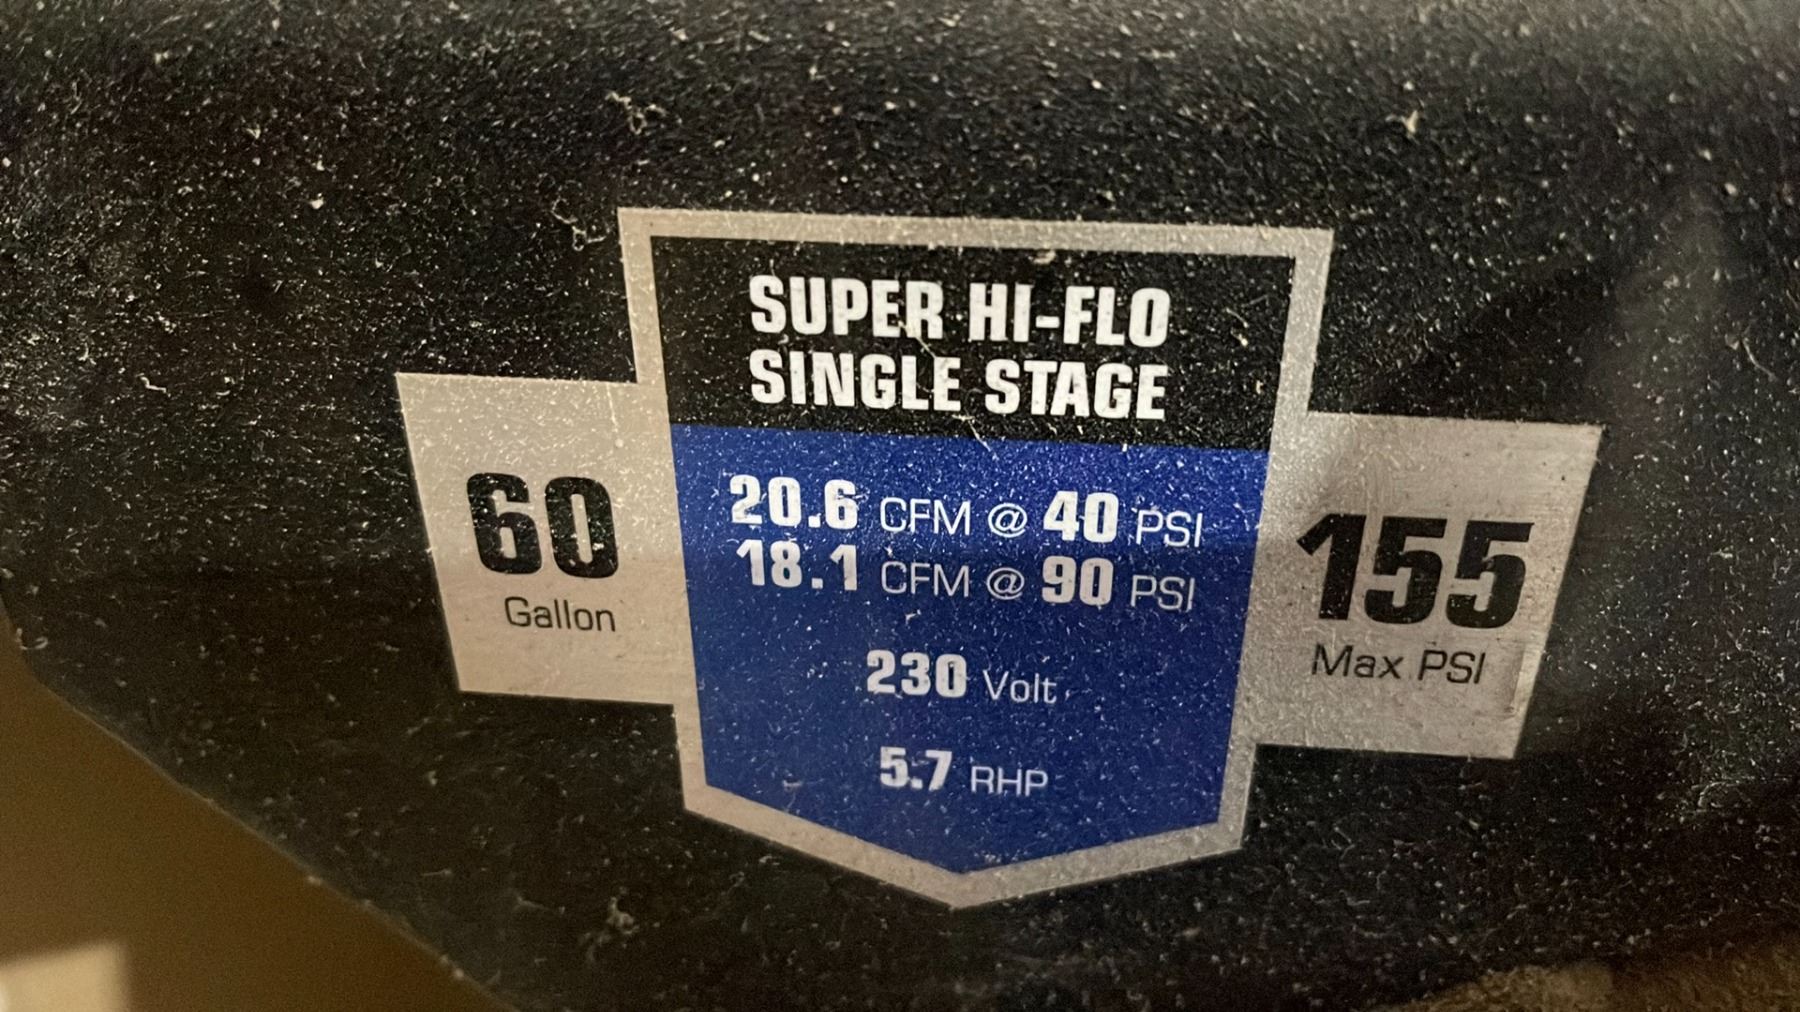 SUPER HI-FLO
SINGLE STAGE
60
Gallon
20.6 CFM @ 40 PSI
18.1 CFM @ 90 PSI
230 Volt
5.7 RHP
155
Max PSI